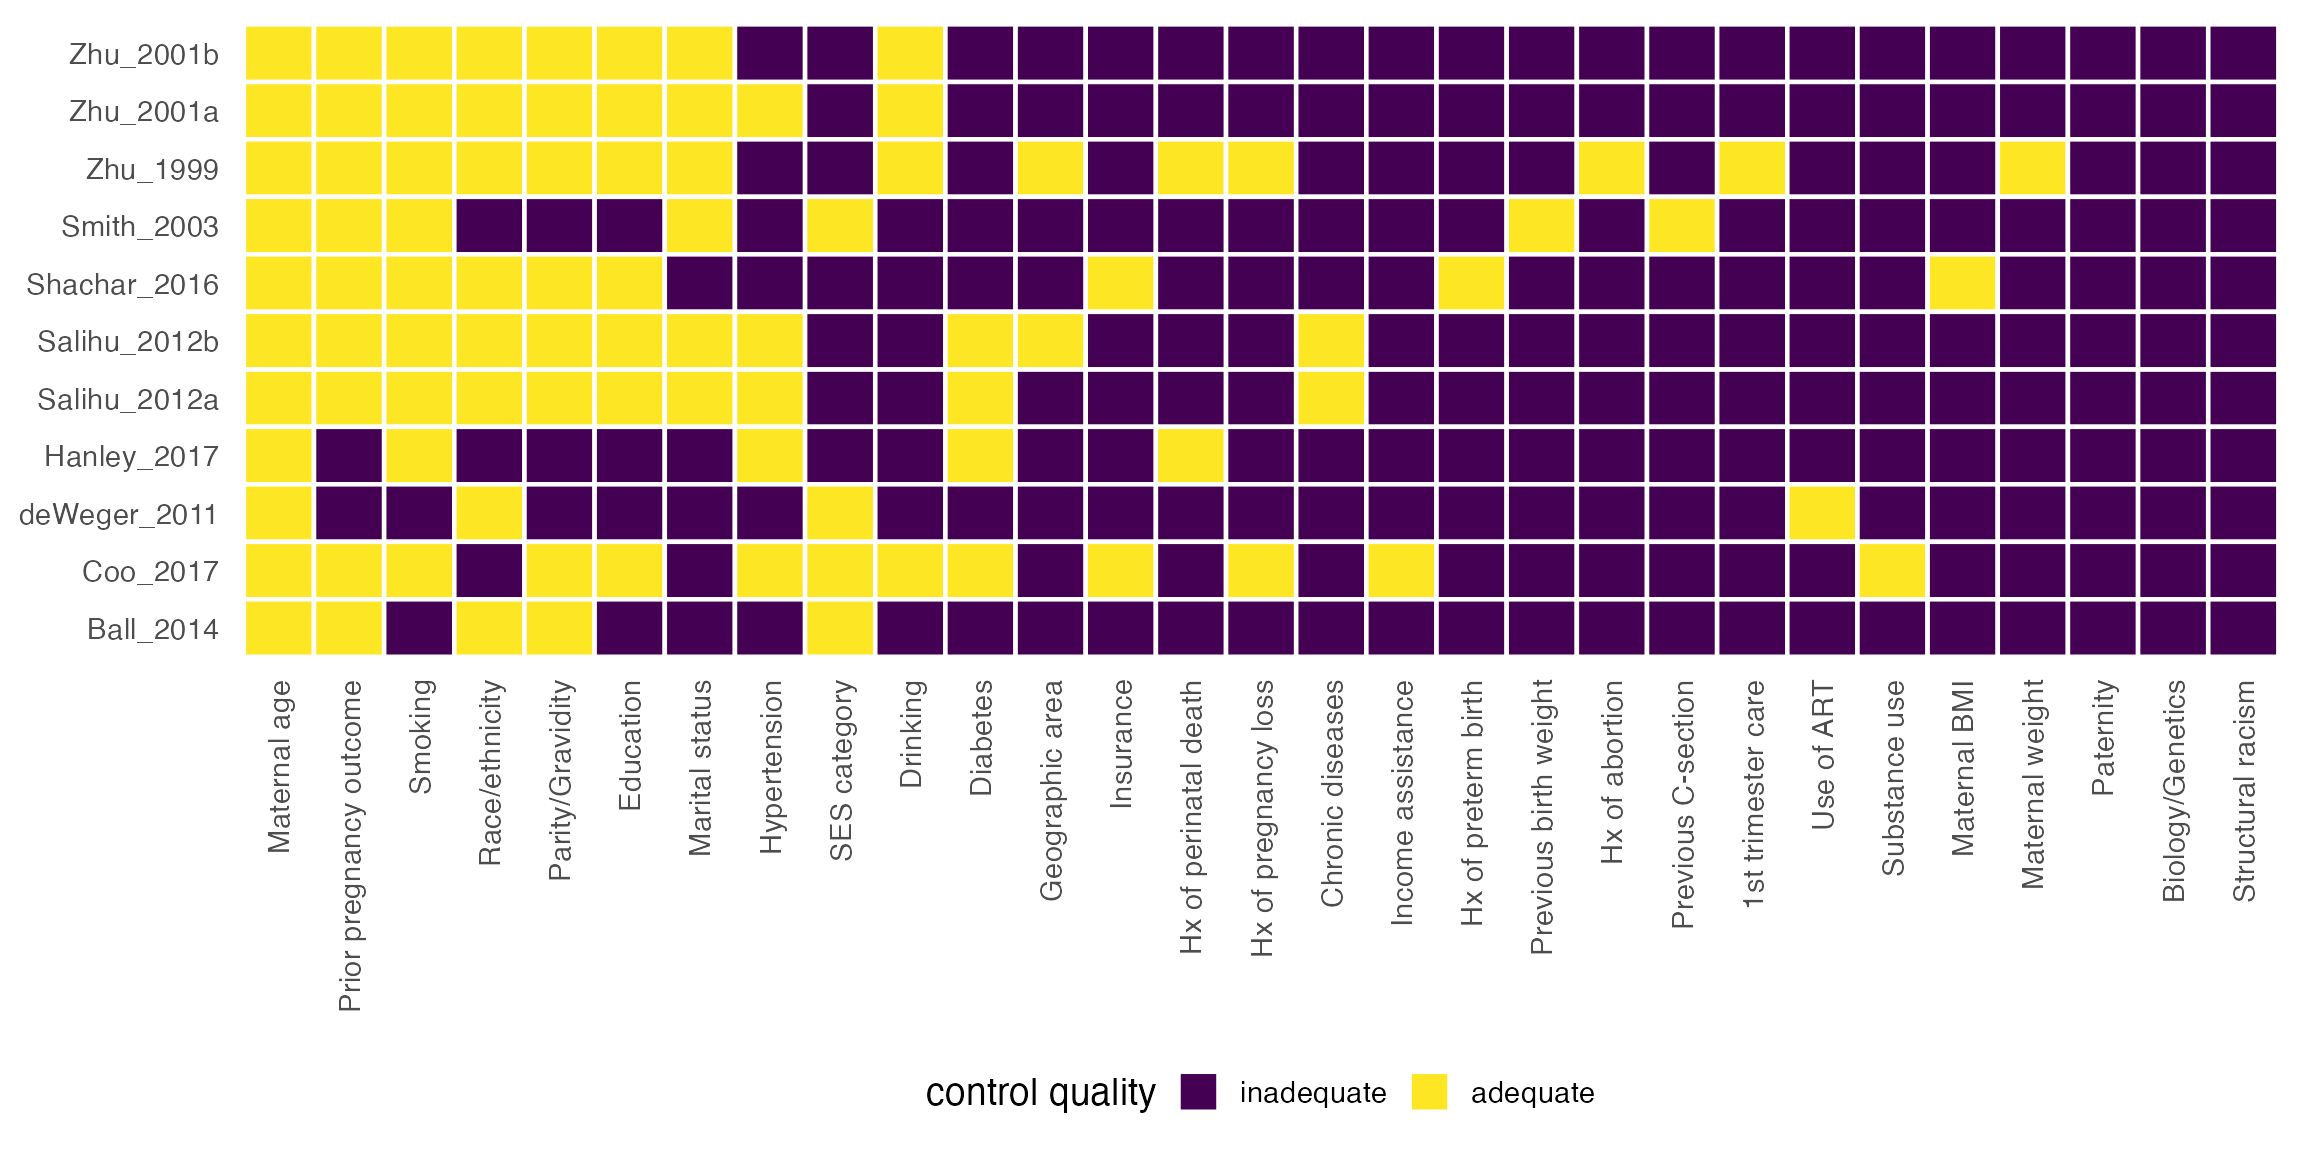 Zhu_2001b
Zhu_2001a
Zhu_1999
Smith_2003
Shachar_2016
Salihu_2012b
Salihu_2012a
Hanley_2017
deWeger_2011
Coo_2017
Ball_2014
Maternal age
Prior pregnancy outcome
Smoking
Race/ethnicity
Parity/Gravidity
Education
Marital status
Hypertension
SES category
Drinking
Diabetes
Geographic area
Insurance
Hx of perinatal death
Hx of pregnancy loss
Chronic diseases
Income assistance
Hx of preterm birth
Previous birth weight
Hx of abortion
Previous C-section
1st trimester care
Use of ART
Substance use
Maternal BMI
Maternal weight
Paternity
Biology/Genetics
Structural racism
control quality inadequate adequate